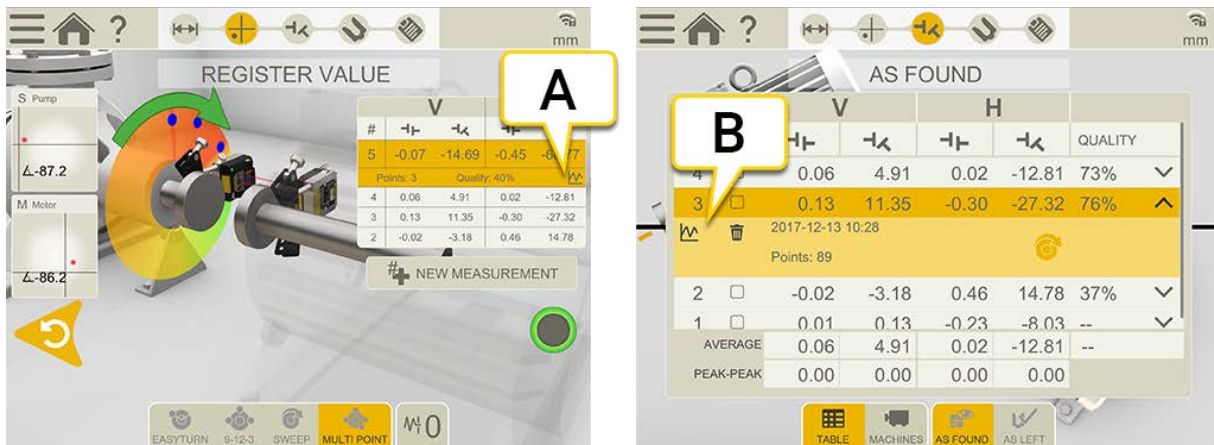 ?
mm
REGISTER VALUE
A
S Pump
-87.2
M Motor
-86.2
V
#
5 -0.07 -14.69 -0.45
Points: 3 Quality: 40%
4 0.06 4.91 0.02 -12.81
3 0.13 11.35 -0.30 -27.32
2 -0.02 -3.18 0.46 14.78
# NEW MEASUREMENT
EASYTURN 9-12-3 SWEEP MULTI POINT 0
?
mm
AS FOUND
B
V H
QUALITY
4 0.06 4.91 0.02 -12.81 73%
3 0.13 11.35 -0.30 -27.32 76%
2017-12-13 10:28
Points: 89
2 -0.02 -3.18 0.46 14.78 37%
1 0.01 0.13 -0.23 -8.03 --
AVERAGE 0.06 4.91 0.02 -12.81 --
PEAK-PEAK 0.00 0.00 0.00 0.00
TABLE MACHINES AS FOUND AS LEFT